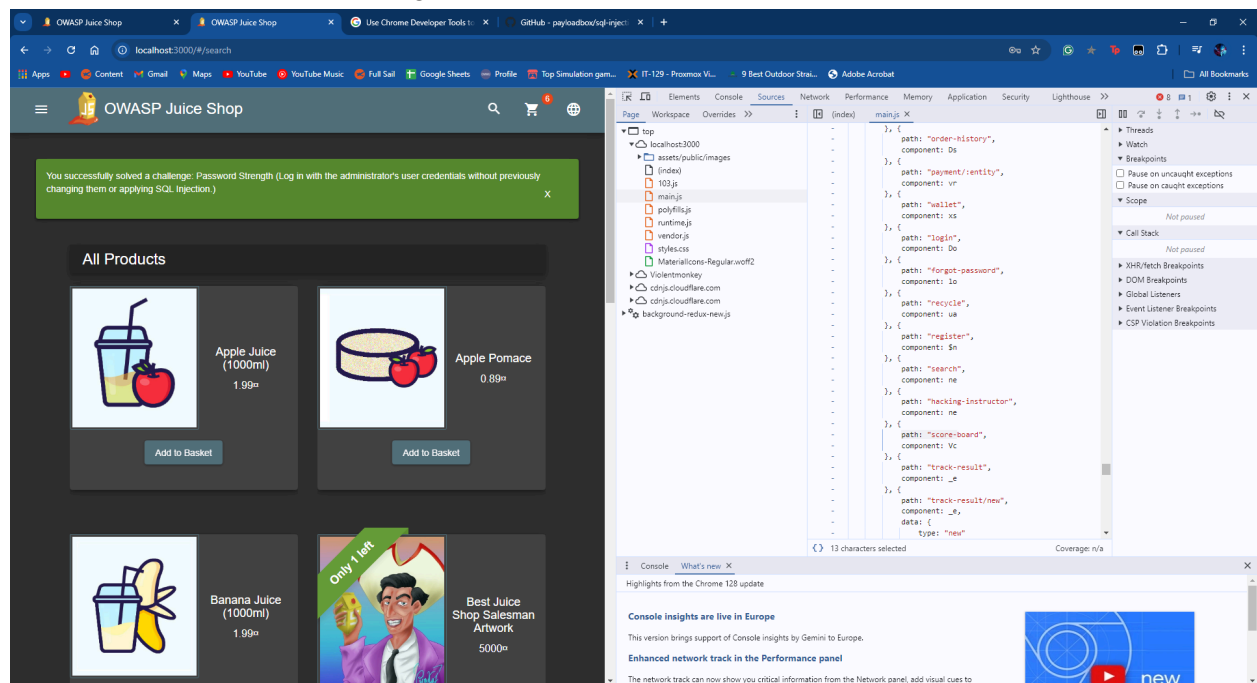 OWASP Juice Shop
OWASP Juice Shop
Use Chrome Developer Tools to
GitHub - payloadbox/sql-injecti
localhost:3000/#/search
Apps
Content
Gmail
Maps
YouTube
YouTube Music
Full Sail
Google Sheets
Profile
Top Simulation gam...
IT-129 - Proxmox Vi...
9 Best Outdoor Strai...
Adobe Acrobat
All Bookmarks
OWASP Juice Shop
6
You successfully solved a challenge: Password Strength (Log in with the administrator's user credentials without previously
changing them or applying SQL Injection.)
X
All Products
Apple Juice
(1000ml)
1.99¤
Add to Basket
Apple Pomace
0.89¤
Add to Basket
Banana Juice
(1000ml)
1.99¤
Only 1 left
Best Juice
Shop Salesman
Artwork
5000¤
Elements Console Sources Network Performance Memory Application Security Lighthouse
8 1
Page Workspace Overrides
top
localhost:3000
assets/public/images
(index)
103.js
main.js
polyfills.js
runtime.js
vendor.js
styles.css
MaterialIcons-Regular.woff2
Violentmonkey
cdnjs.cloudflare.com
cdnjs.cloudflare.com
background-redux-new.js
(index) main.js
}, {
path: "order-history",
component: Ds
}, {
path: "payment/:entity",
component: vr
}, {
path: "wallet",
component: xs
}, {
path: "login",
component: Do
}, {
path: "forgot-password",
component: lo
}, {
path: "recycle",
component: ua
}, {
path: "register",
component: $n
}, {
path: "search",
component: ne
}, {
path: "hacking-instructor",
component: ne
}, {
path: "score-board",
component: Vc
}, {
path: "track-result",
component: _e
}, {
path: "track-result/new",
component: _e,
data: {
type: "new"
{} 13 characters selected
Coverage: n/a
Threads
Watch
Breakpoints
Pause on uncaught exceptions
Pause on caught exceptions
Scope
Not paused
Call Stack
Not paused
XHR/fetch Breakpoints
DOM Breakpoints
Global Listeners
Event Listener Breakpoints
CSP Violation Breakpoints
Console What's new
Highlights from the Chrome 128 update
Console insights are live in Europe
This version brings support of Console insights by Gemini to Europe.
Enhanced network track in the Performance panel
The network track can now show you critical information from the Network panel, add visual cues to
new